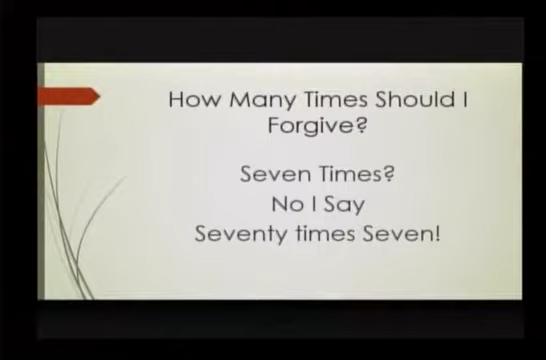 How Many Times Should I
Forgive?
Seven Times?
No I Say
Seventy times Seven!